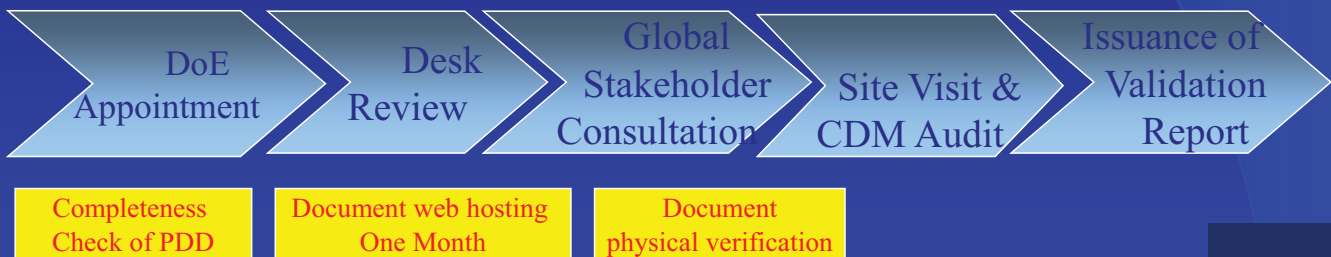 DoE
Appointment
Desk
Review
Global
Stakeholder
Consultation
Site Visit &
CDM Audit
Issuance of
Validation
Report
Completeness
Check of PDD
Document web hosting
One Month
Document
physical verification